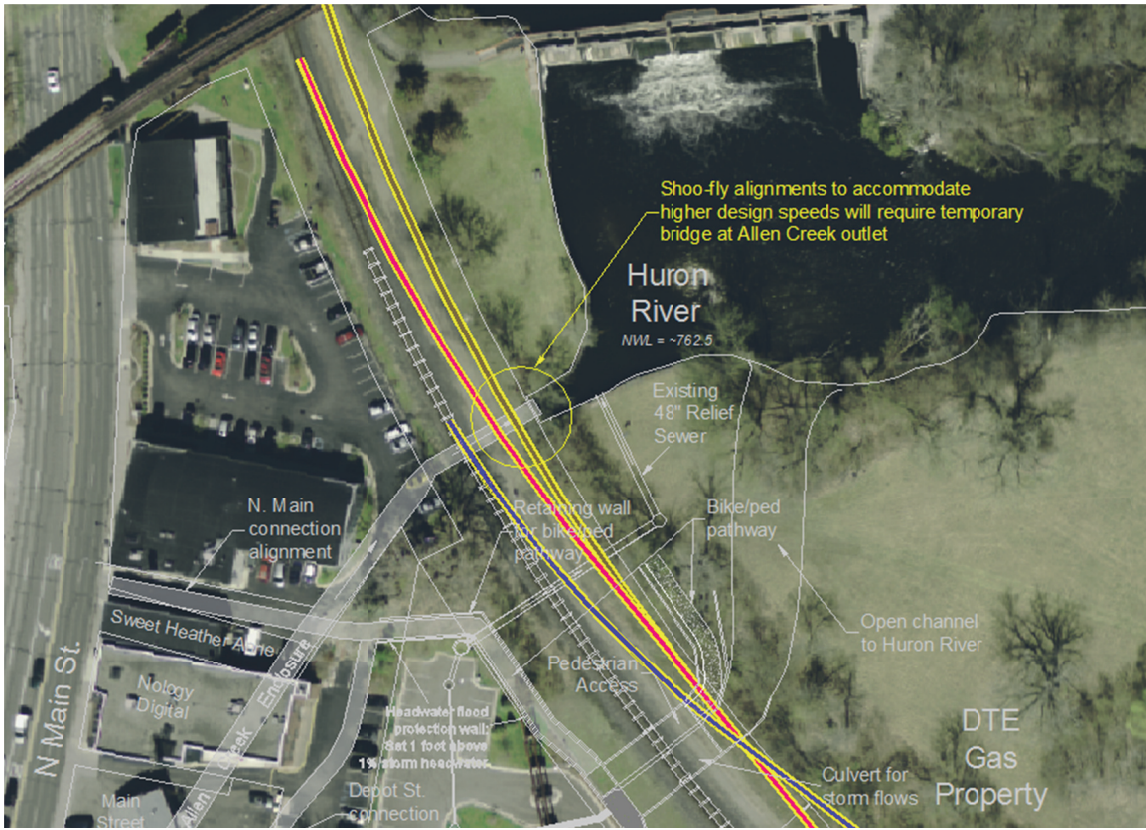 Shoo-fly alignments to accommodate
higher design speeds will require temporary
bridge at Allen Creek outlet
Huron
River
NWL = ~762.5
Existing
48" Relief
Sewer
N. Main
connection
alignment
Retaining wall
for bike/ped
pathway
Bike/ped
pathway
Sweet Heather Anne
Open channel
to Huron River
Pedestrian
Access
N Main St.
Nology
Digital
Allen Creek Enclosure
Headwater flood
protection wall:
Set 1 foot above
1% storm headwater
DTE
Gas
Property
Culvert for
storm flows
Depot St.
connection
Main
Street